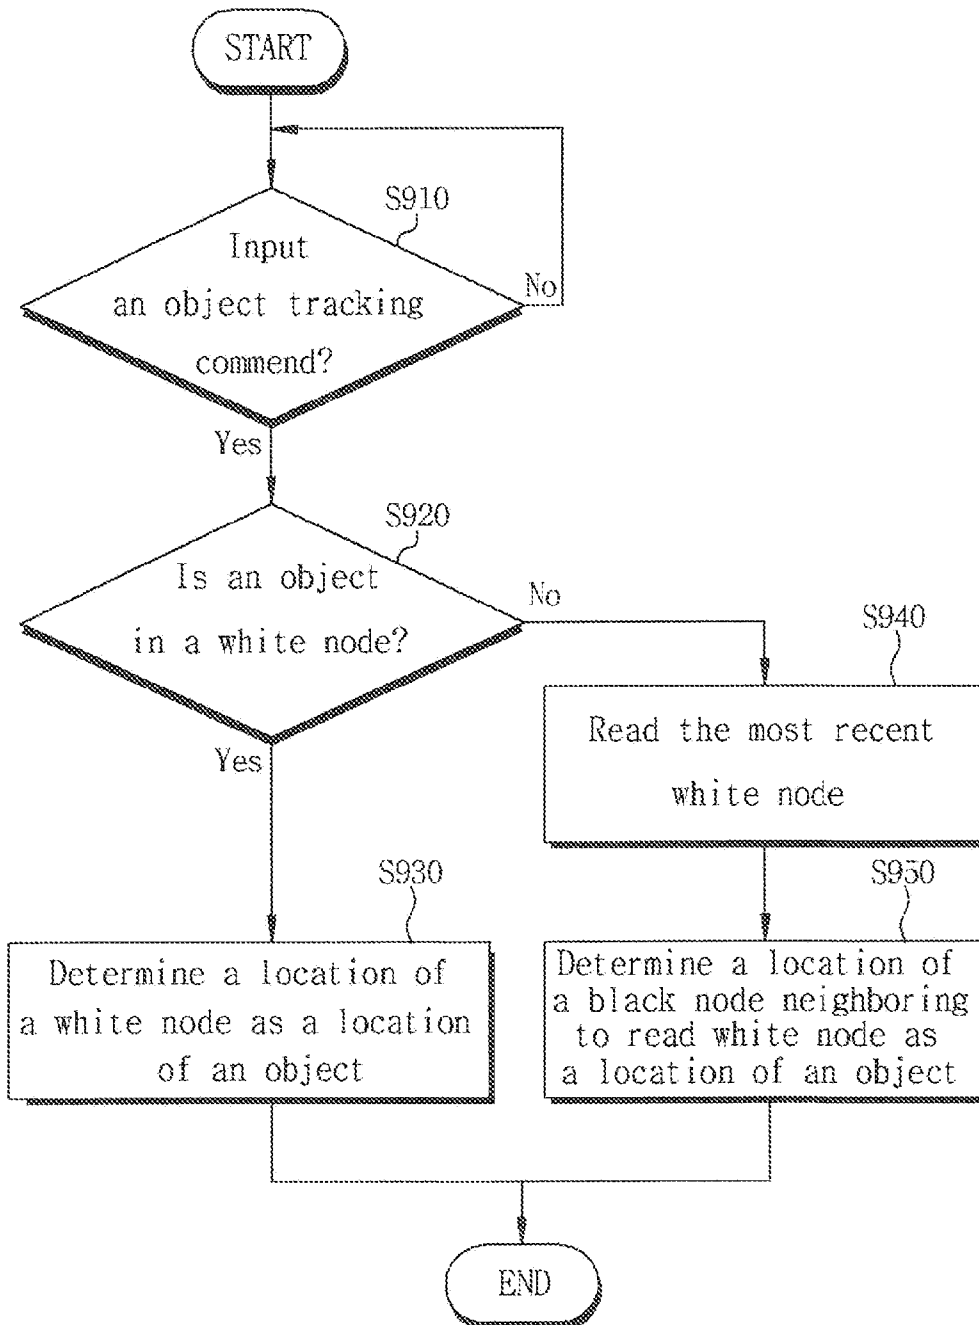 START
S910
Input
an object tracking
commend?
No
Yes
S920
Is an object
in a white node?
No
Yes
S940
Read the most recent
white node
S930
Determine a location of
a white node as a location
of an object
S950
Determine a location of
a black node neighboring
to read white node as
a location of an object
END